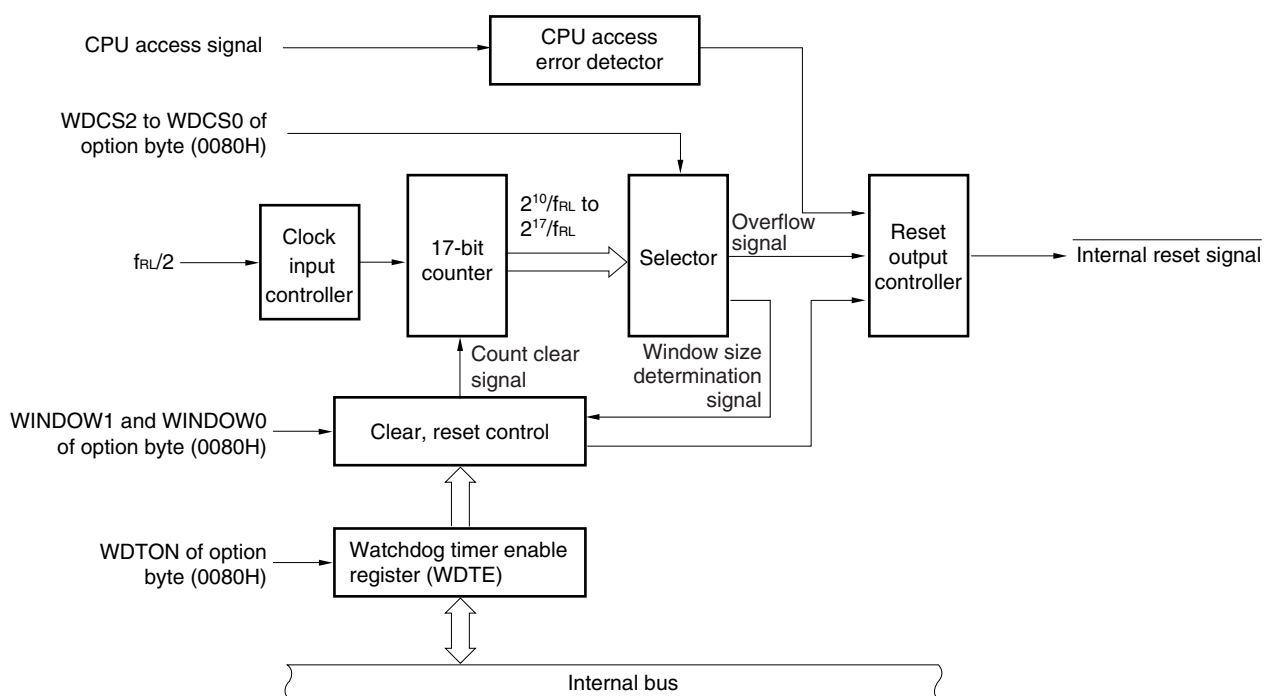 CPU access signal
CPU access
error detector
WDCS2 to WDCS0 of
option byte (0080H)
fRL/2
Clock
input
controller
17-bit
counter
2¹⁰/fRL to
2¹⁷/fRL
Selector
Overflow
signal
Reset
output
controller
Internal reset signal
Count clear
signal
Window size
determination
signal
WINDOW1 and WINDOW0
of option byte (0080H)
Clear, reset control
WDTON of option
byte (0080H)
Watchdog timer enable
register (WDTE)
Internal bus